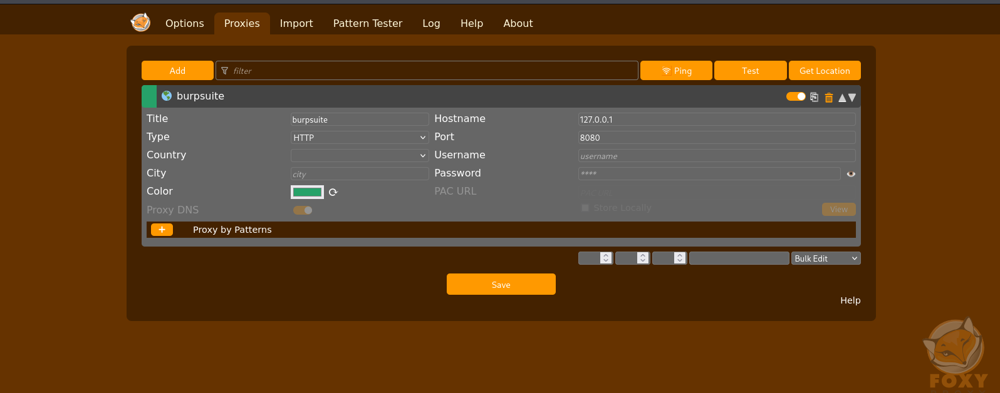 Options Proxies Import Pattern Tester Log Help About
Add filter Ping Test Get Location
burpsuite
Title burpsuite Hostname 127.0.0.1
Type HTTP Port 8080
Country Username username
City city Password ****
Color PAC URL PAC URL
Proxy DNS Store Locally View
+ Proxy by Patterns
Bulk Edit
Save
Help
FOXY